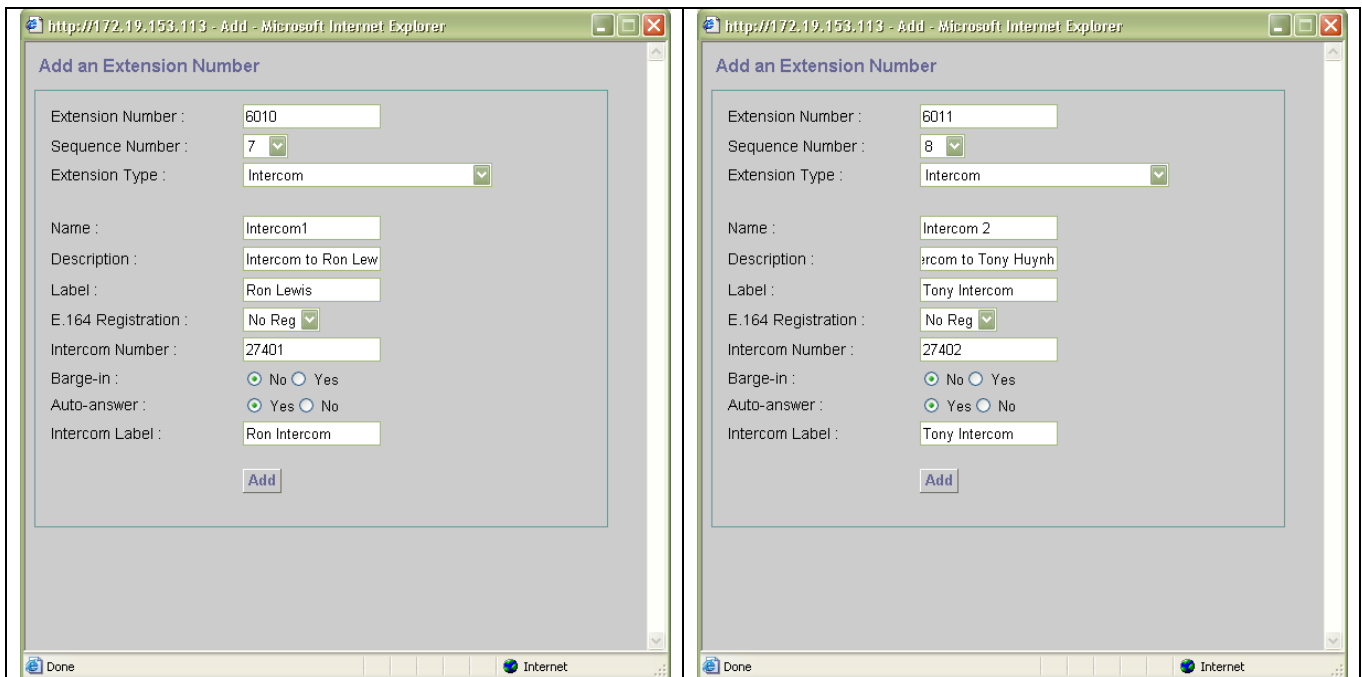 http://172.19.153.113 - Add - Microsoft Internet Explorer
Add an Extension Number
Extension Number : 6010
Sequence Number : 7
Extension Type : Intercom
Name : Intercom1
Description : Intercom to Ron Lew
Label : Ron Lewis
E.164 Registration : No Reg
Intercom Number : 27401
Barge-in : No Yes
Auto-answer : Yes No
Intercom Label : Ron Intercom
Add
Done Internet
http://172.19.153.113 - Add - Microsoft Internet Explorer
Add an Extension Number
Extension Number : 6011
Sequence Number : 8
Extension Type : Intercom
Name : Intercom 2
Description : ercom to Tony Huynh
Label : Tony Intercom
E.164 Registration : No Reg
Intercom Number : 27402
Barge-in : No Yes
Auto-answer : Yes No
Intercom Label : Tony Intercom
Add
Done Internet